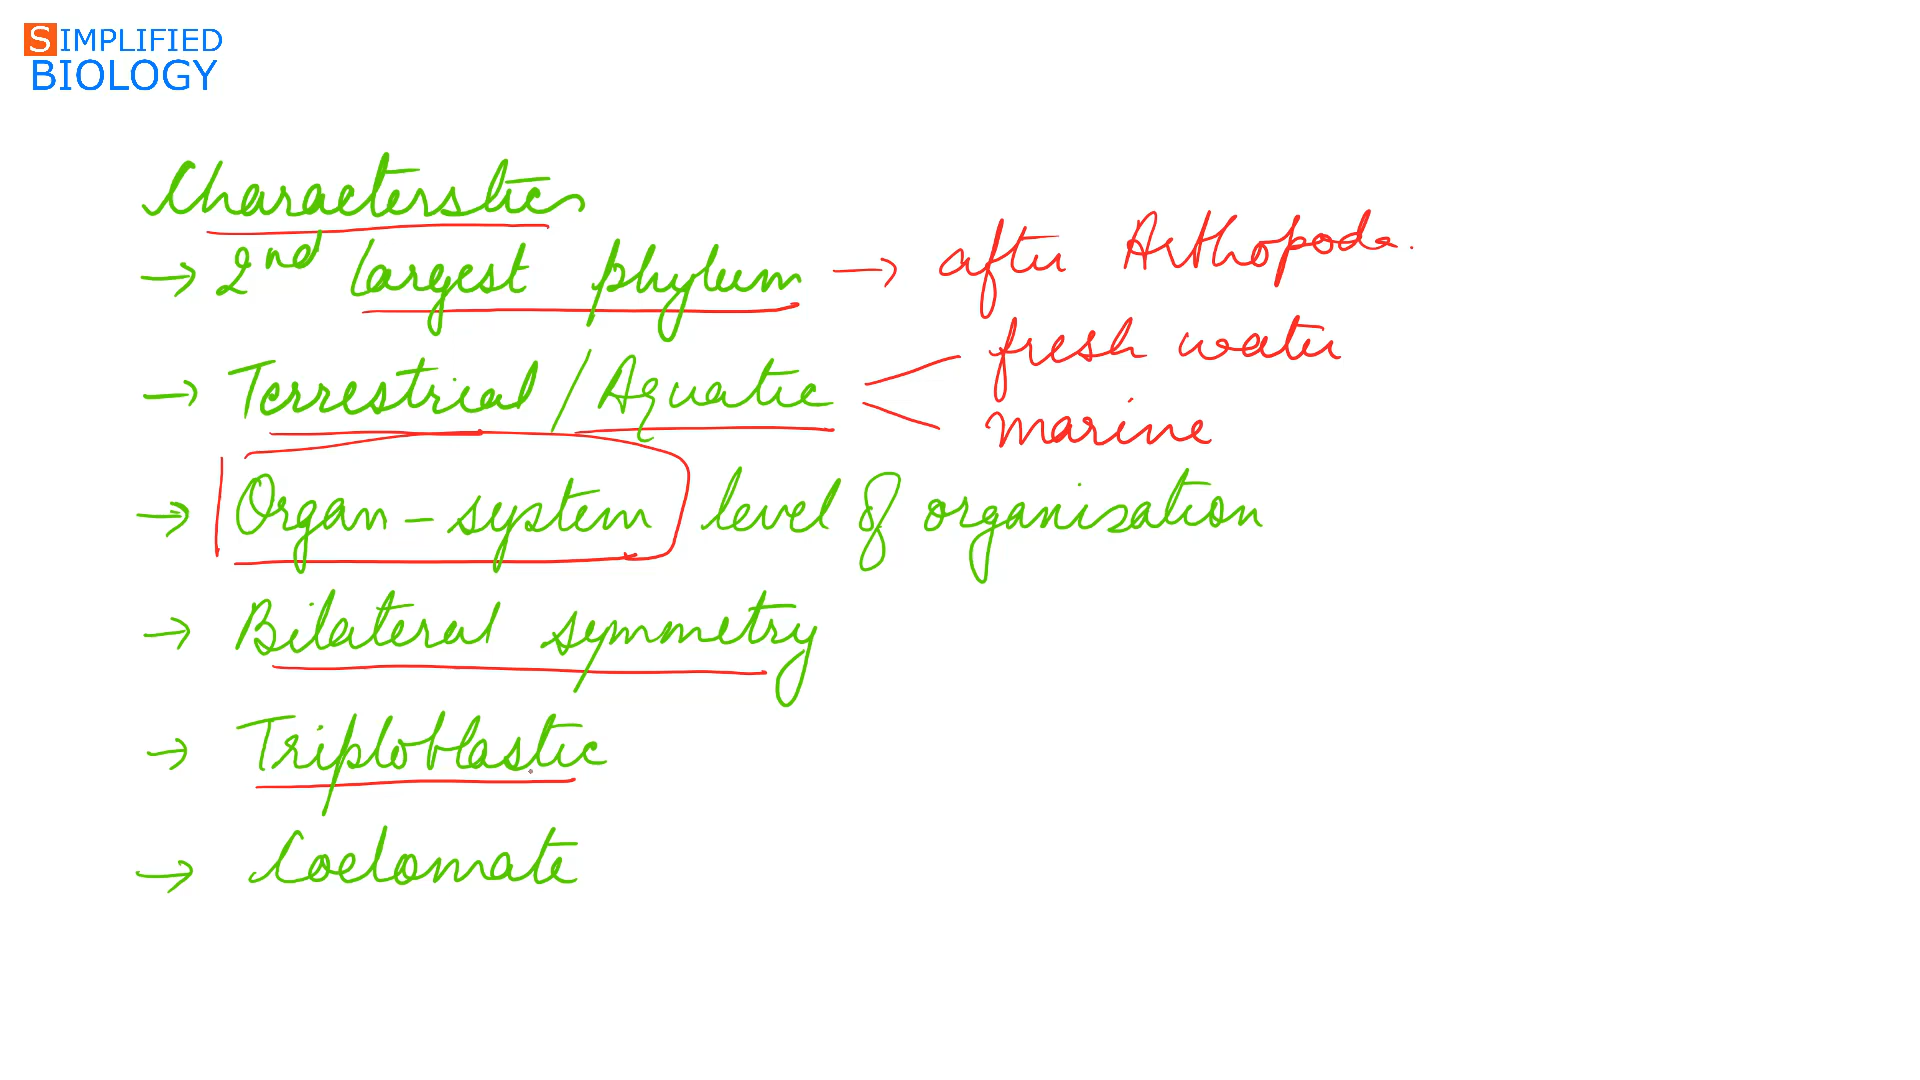 SIMPLIFIED
BIOLOGY
Characterstics
→ 2nd largest phylum → after Arthopoda.
→ Terrestrial / Aquatic
fresh water
marine
→ Organ-system level of organisation
→ Bilateral symmetry
→ Triploblastic
→ Coelomate